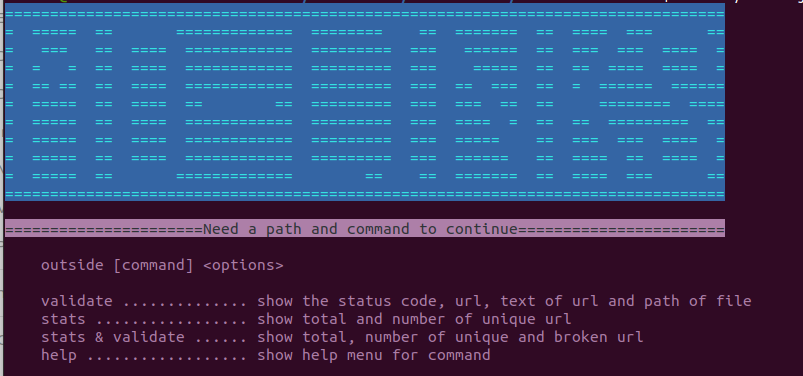 MD-LINKS
======================Need a path and command to continue=======================
outside [command] <options>
validate .............. show the status code, url, text of url and path of file
stats ................. show total and number of unique url
stats & validate ...... show total, number of unique and broken url
help .................. show help menu for command